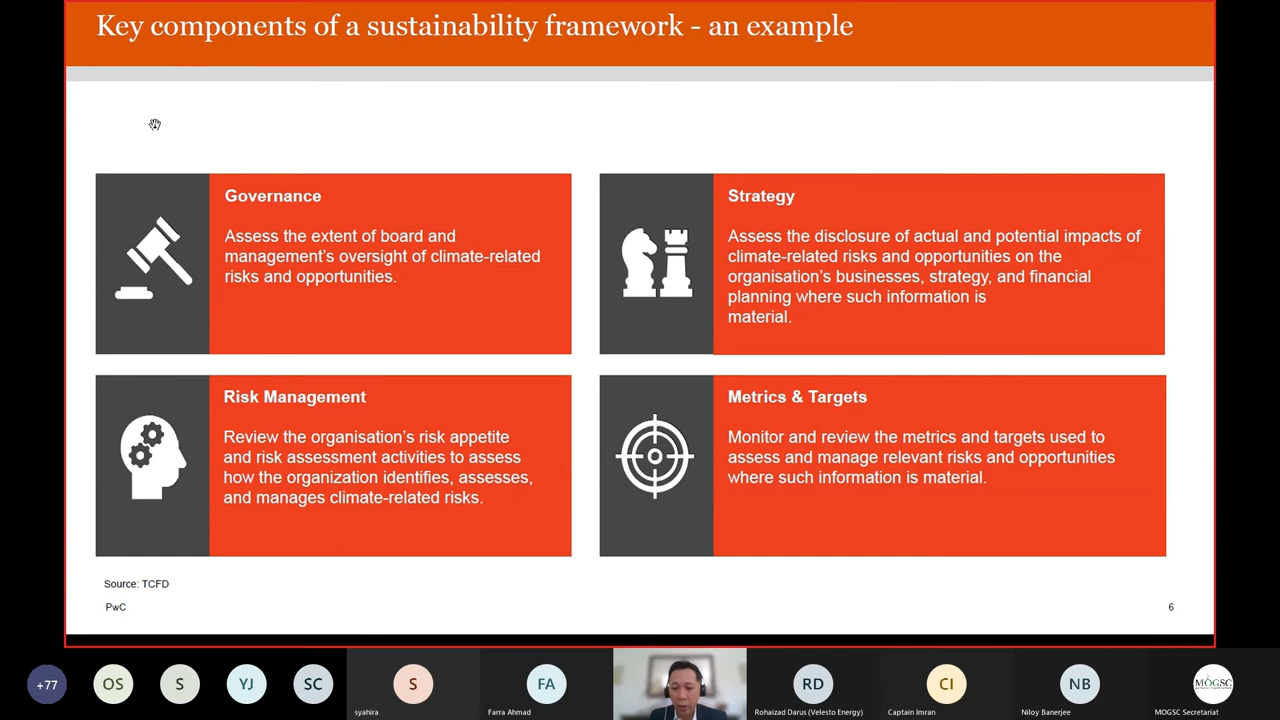 Key components of a sustainability framework - an example
Governance
Assess the extent of board and
management's oversight of climate-related
risks and opportunities.
Strategy
Assess the disclosure of actual and potential impacts of
climate-related risks and opportunities on the
organisation's businesses, strategy, and financial
planning where such information is
material.
Risk Management
Review the organisation's risk appetite
and risk assessment activities to assess
how the organization identifies, assesses,
and manages climate-related risks.
Metrics & Targets
Monitor and review the metrics and targets used to
assess and manage relevant risks and opportunities
where such information is material.
Source: TCFD
PwC
6
+77
OS
S
YJ
SC
S
syahira
FA
Farra Ahmad
RD
Rohaizad Darus (Velesto Energy)
CI
Captain Imran
NB
Niloy Banerjee
MOGSC
MOGSC Secretariat